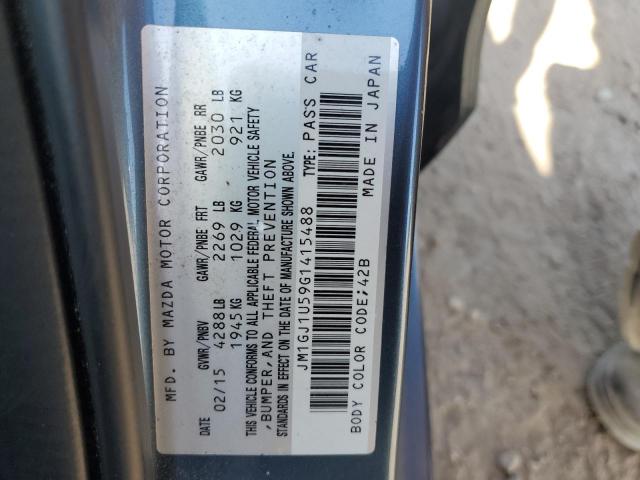 MFD. BY MAZDA MOTOR CORPORATION
DATE GVWR/PNBV GAWR/PNBE FRT GAWR/PNBE RR
02/15 4288LB 2269 LB 2030 LB
1945KG 1029 KG 921 KG
THIS VEHICLE CONFORMS TO ALL APPLICABLE FEDERAL MOTOR VEHICLE SAFETY
,BUMPER,AND THEFT PREVENTION
STANDARDS IN EFFECT ON THE DATE OF MANUFACTURE SHOWN ABOVE.
JM1GJ1U59G1415488 TYPE: PASS CAR
BODY COLOR CODE;42B MADE IN JAPAN